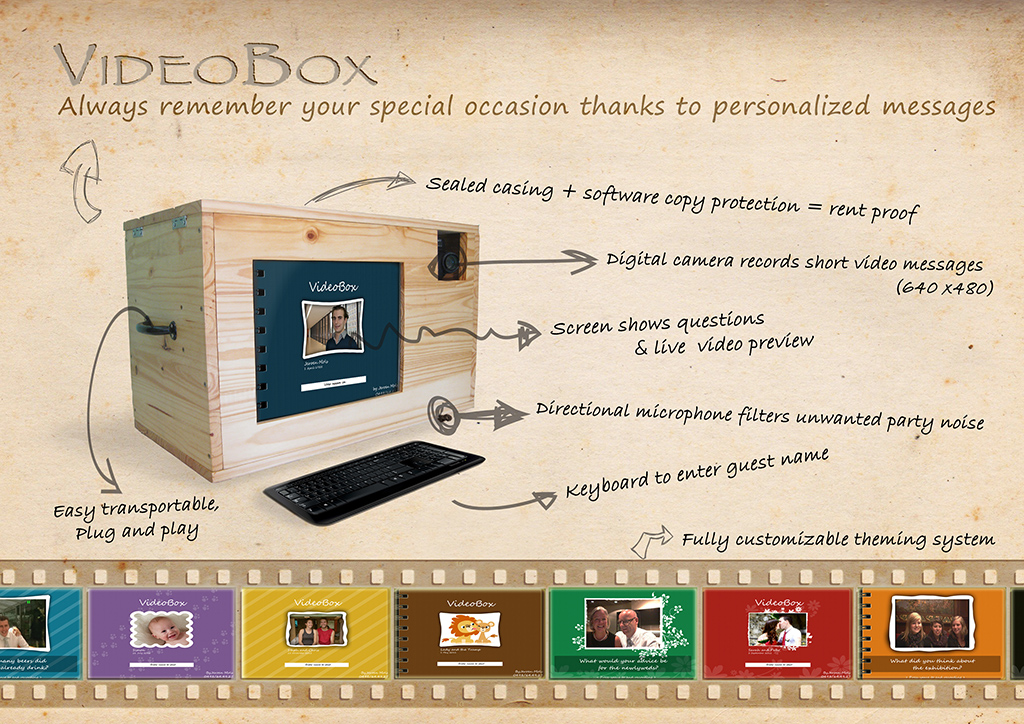 VIDEOBOX
Always remember your special occasion thanks to personalized messages
Sealed casing + software copy protection = rent proof
Digital camera records short video messages
(640 x480)
Screen shows questions
& live video preview
Directional microphone filters unwanted party noise
Keyboard to enter guest name
Easy transportable,
Plug and play
Fully customizable theming system
VideoBox
many beers did
already drink?
VideoBox
VideoBox
VideoBox
What would your advice be
for the newlyweds?
VideoBox
What did you think about
the exhibition?